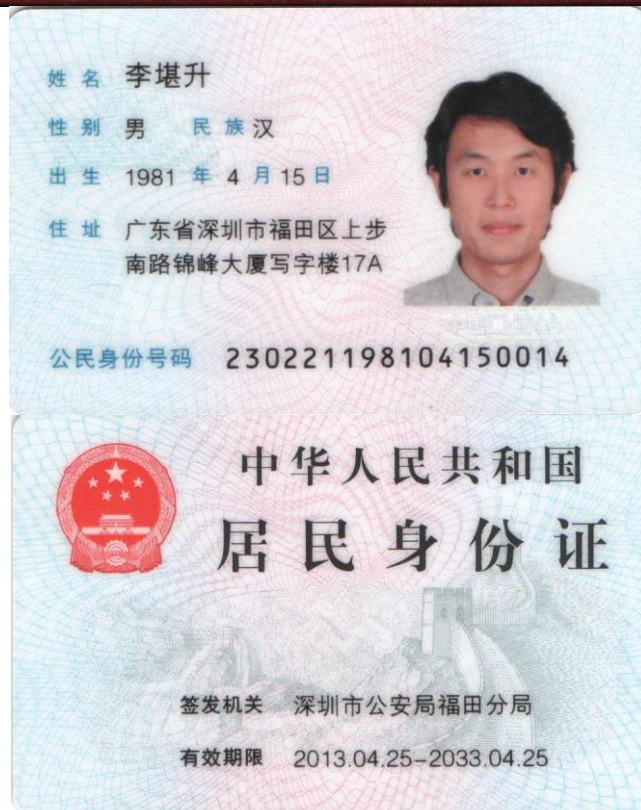 姓名 李堪升
性别 男 民族 汉
出生 1981 年 4 月 15 日
住址 广东省深圳市福田区上步
南路锦峰大厦写字楼17A
公民身份号码 230221198104150014
中华人民共和国
居民身份证
签发机关 深圳市公安局福田分局
有效期限 2013.04.25-2033.04.25